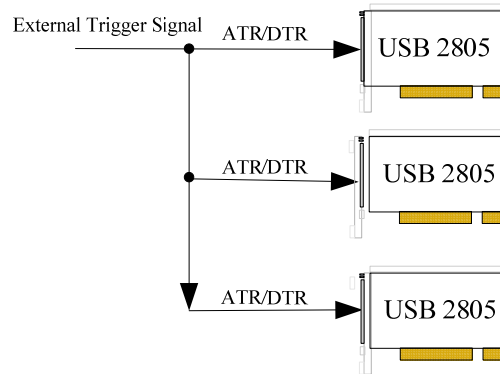 External Trigger Signal
ATR/DTR
USB 2805
ATR/DTR
USB 2805
ATR/DTR
USB 2805